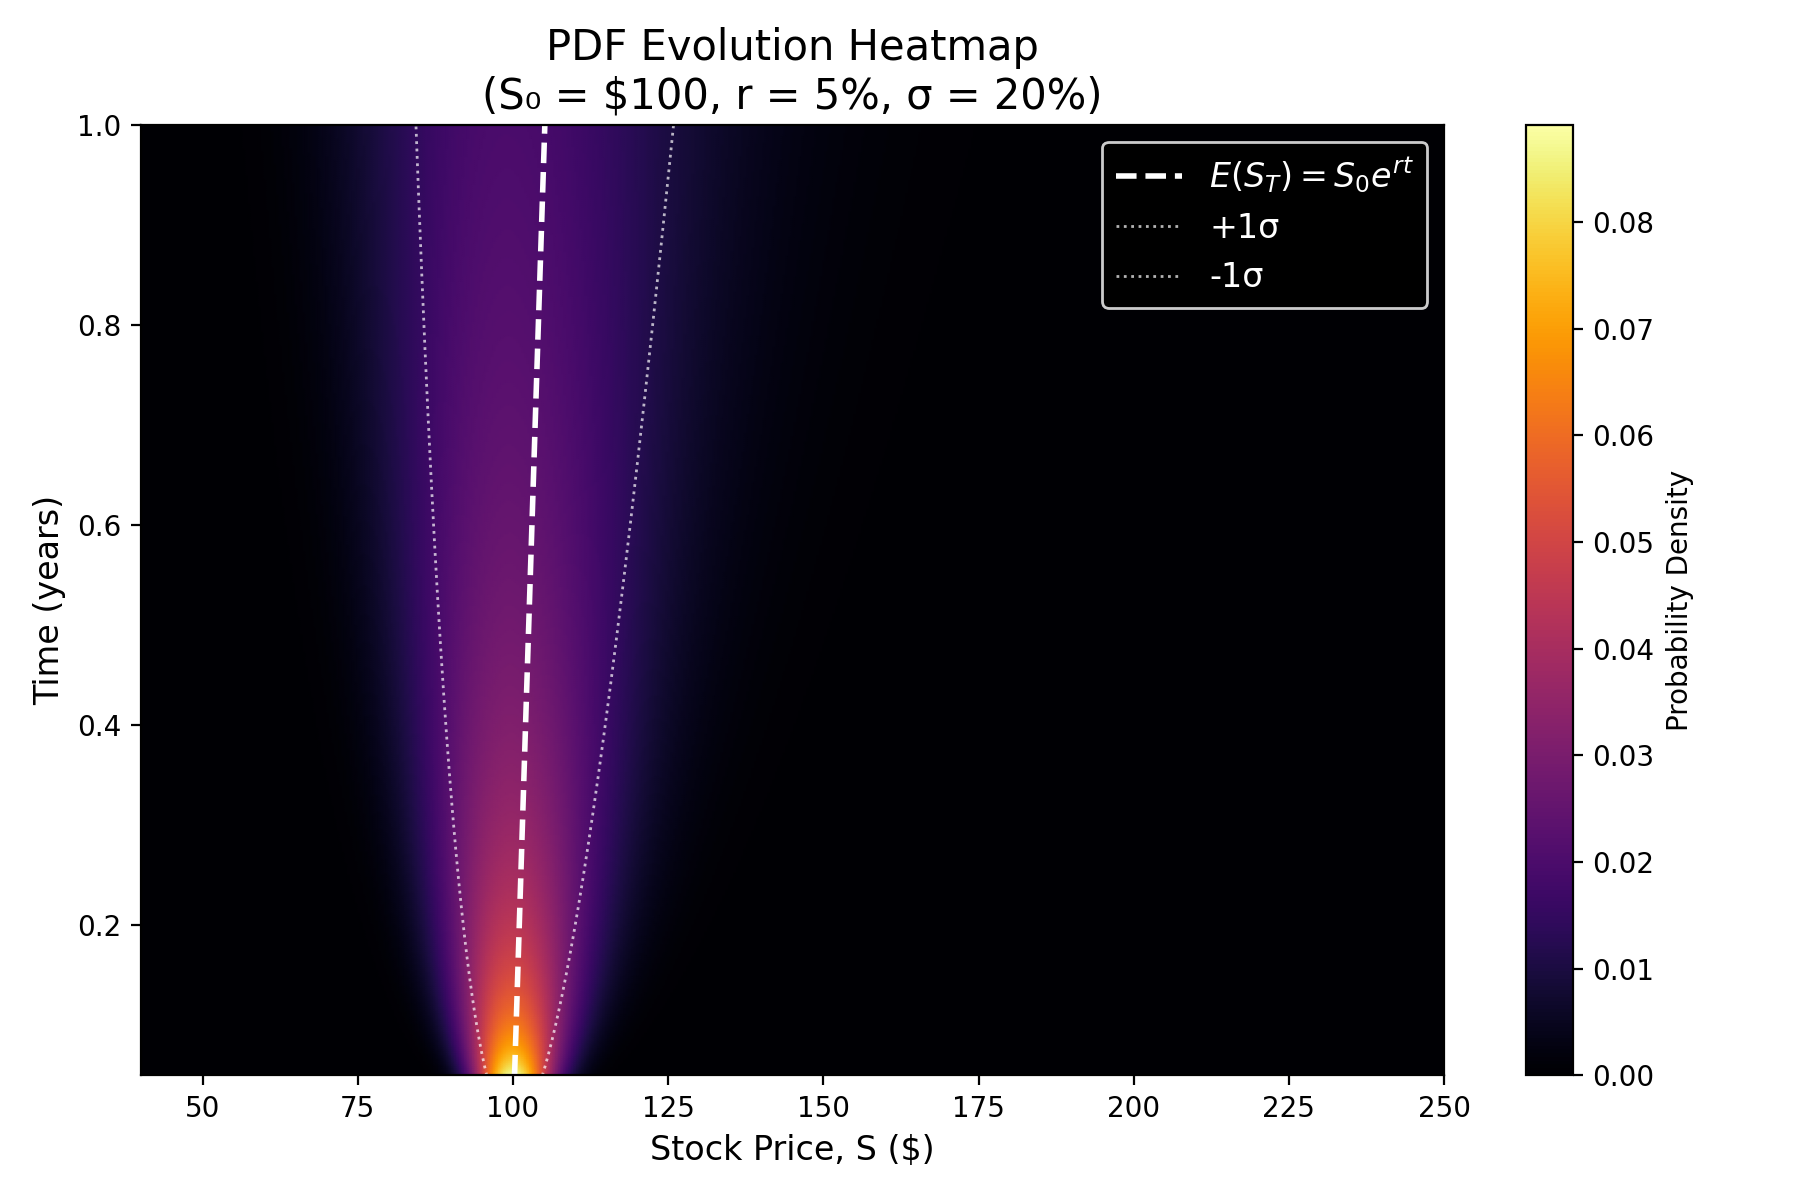 PDF Evolution Heatmap
(S₀ = $100, r = 5%, σ = 20%)
E(S_T) = S_0e^{rt}
+1σ
-1σ
Time (years)
1.0
0.8
0.6
0.4
0.2
50 75 100 125 150 175 200 225 250
Stock Price, S ($)
0.08
0.07
0.06
0.05
0.04
0.03
0.02
0.01
0.00
Probability Density